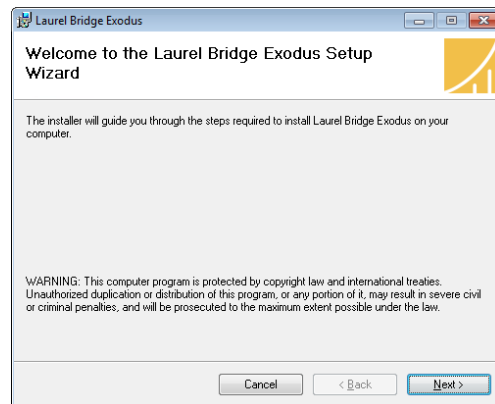 Laurel Bridge Exodus
Welcome to the Laurel Bridge Exodus Setup
Wizard
The installer will guide you through the steps required to install Laurel Bridge Exodus on your
computer.
WARNING: This computer program is protected by copyright law and international treaties.
Unauthorized duplication or distribution of this program, or any portion of it, may result in severe civil
or criminal penalties, and will be prosecuted to the maximum extent possible under the law.
Cancel
< Back
Next >